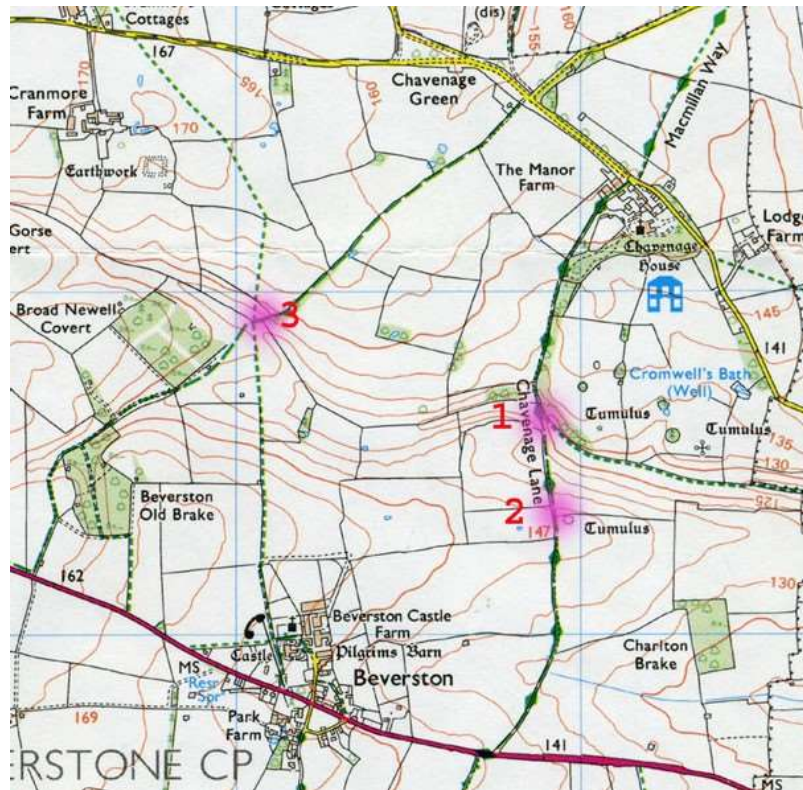 Cottages
167
(dis)
155
160
170
165
160
Cranmore
Farm
Chavenage
Green
170
Macmillan Way
Earthwork
The Manor
Farm
Gorse
Lodge
Farm
Chavenage
House
Broad Newell
Covert
3
145
141
Cromwell's Bath
(Well)
Chavenage Lane
1
Tumulus
Tumulus
135
130
125
Beverston
Old Brake
2
147
Tumulus
162
130
Beverston Castle
Farm
Castle
Pilgrims Barn
Charlton
Brake
MS
Resr
Spr
Beverston
169
Park
Farm
141
ERSTONE CP
MS